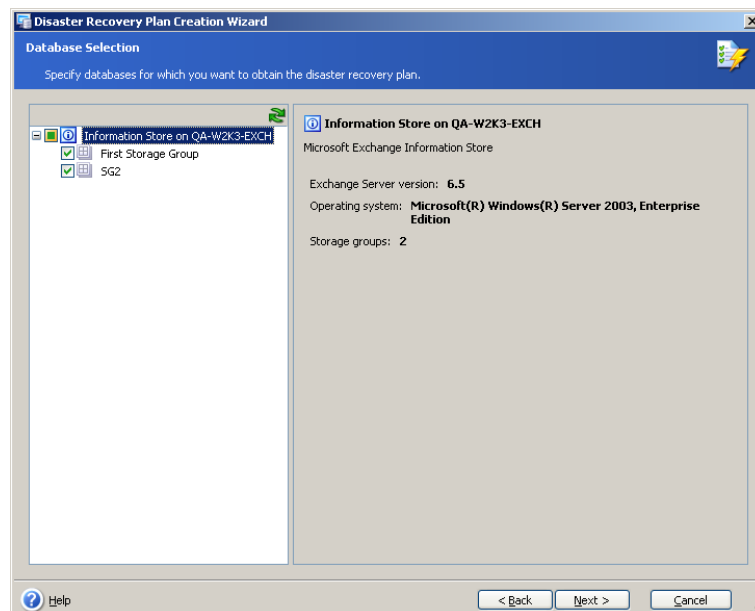 Disaster Recovery Plan Creation Wizard
Database Selection
Specify databases for which you want to obtain the disaster recovery plan.
Information Store on QA-W2K3-EXCH
First Storage Group
SG2
Information Store on QA-W2K3-EXCH
Microsoft Exchange Information Store
Exchange Server version: 6.5
Operating system: Microsoft(R) Windows(R) Server 2003, Enterprise
Edition
Storage groups: 2
Help
< Back
Next >
Cancel